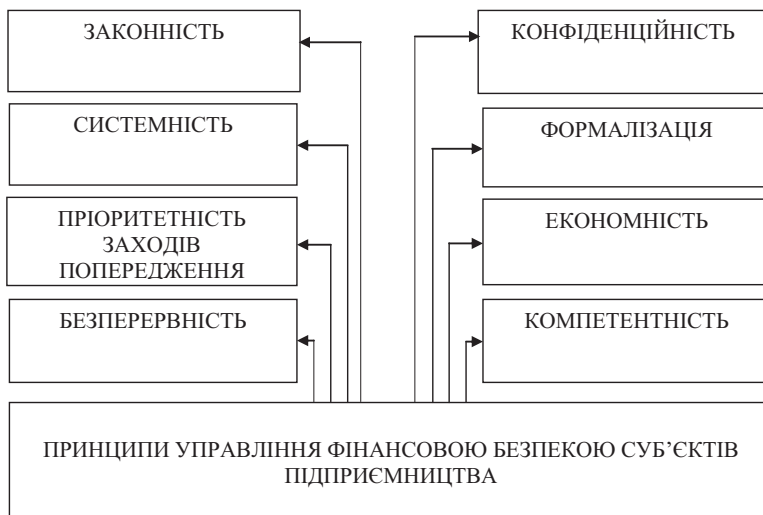 ЗАКОННІСТЬ
СИСТЕМНІСТЬ
ПРІОРИТЕТНІСТЬ
ЗАХОДІВ
ПОПЕРЕДЖЕННЯ
БЕЗПЕРЕРВНІСТЬ
КОНФІДЕНЦІЙНІСТЬ
ФОРМАЛІЗАЦІЯ
ЕКОНОМНІСТЬ
КОМПЕТЕНТНІСТЬ
ПРИНЦИПИ УПРАВЛІННЯ ФІНАНСОВОЮ БЕЗПЕКОЮ СУБ’ЄКТІВ
ПІДПРИЄМНИЦТВА